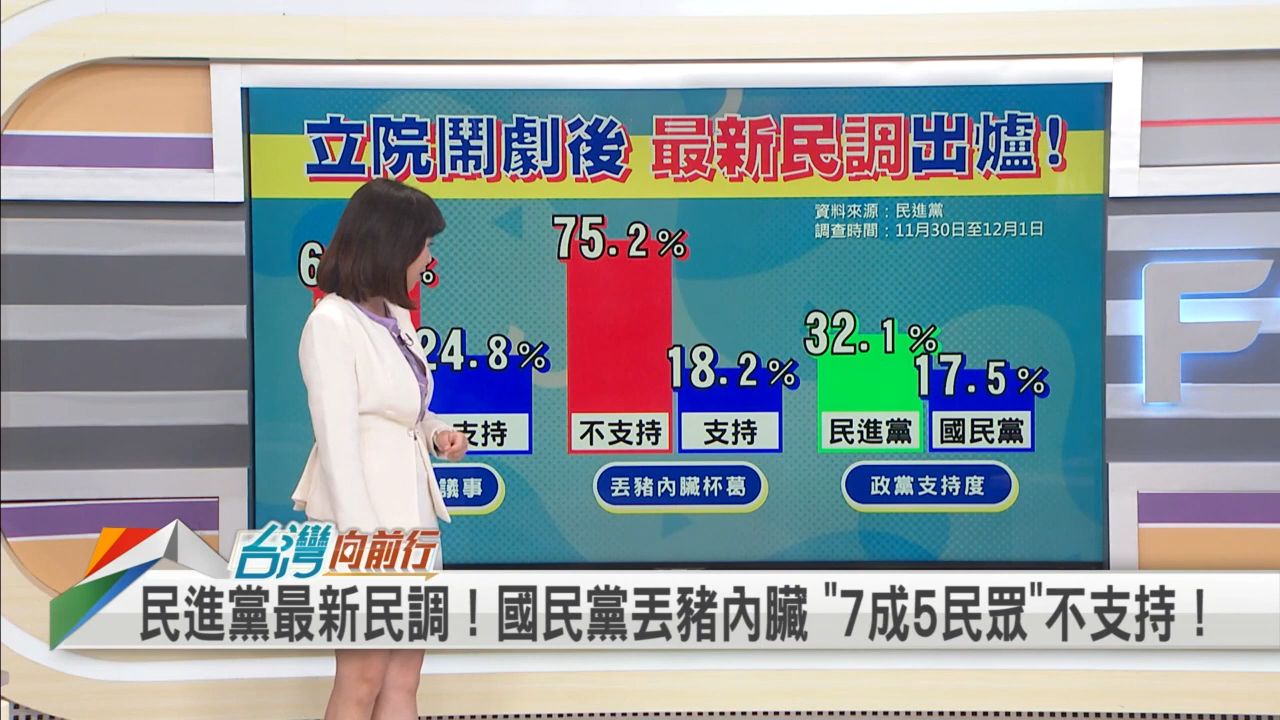 立院鬧劇後 最新民調出爐!
資料來源:民進黨
調查時間:11月30日至12月1日
6 %
24.8%
75.2%
18.2%
32.1%
17.5%
支持
不支持
支持
民進黨
國民黨
議事
丟豬內臟杯葛
政黨支持度
F
台灣向前行
民進黨最新民調!國民黨丟豬內臟 "7成5民眾"不支持!